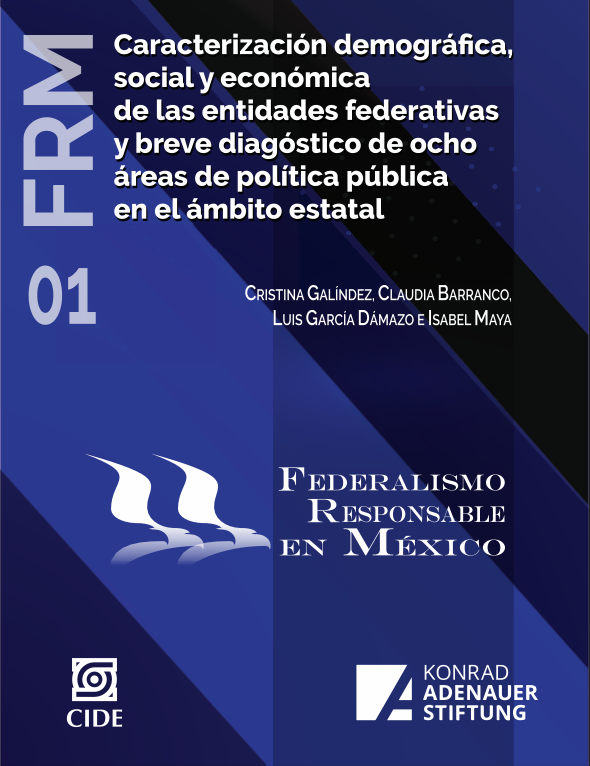 FRM
01
Caracterización demográfica,
social y económica
de las entidades federativas
y breve diagóstico de ocho
áreas de política pública
en el ámbito estatal
Cristina Galíndez, Claudia Barranco,
Luis García Dámazo e Isabel Maya
Federalismo
Responsable
en México
CIDE
KONRAD
ADENAUER
STIFTUNG